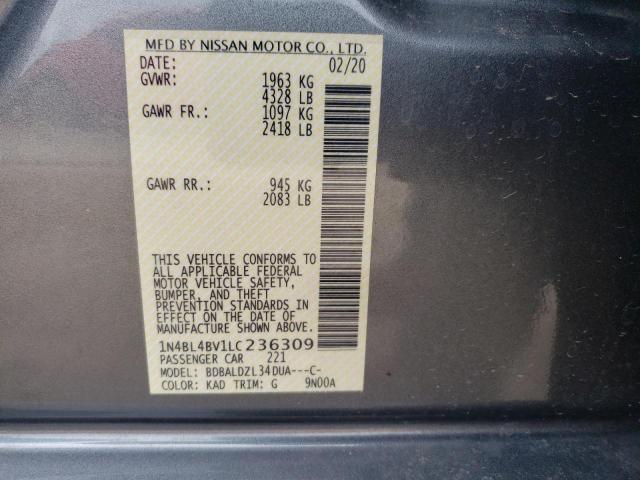 MFD BY NISSAN MOTOR CO., LTD.
DATE: 02/20
GVWR: 1963 KG
4328 LB
GAWR FR.: 1097 KG
2418 LB
GAWR RR.: 945 KG
2083 LB
THIS VEHICLE CONFORMS TO
ALL APPLICABLE FEDERAL
MOTOR VEHICLE SAFETY,
BUMPER, AND THEFT
PREVENTION STANDARDS IN
EFFECT ON THE DATE OF
MANUFACTURE SHOWN ABOVE.
1N4BL4BV1LC236309
PASSENGER CAR 221
MODEL: BDBALDZL34DUA---C-
COLOR: KAD TRIM: G 9N00A